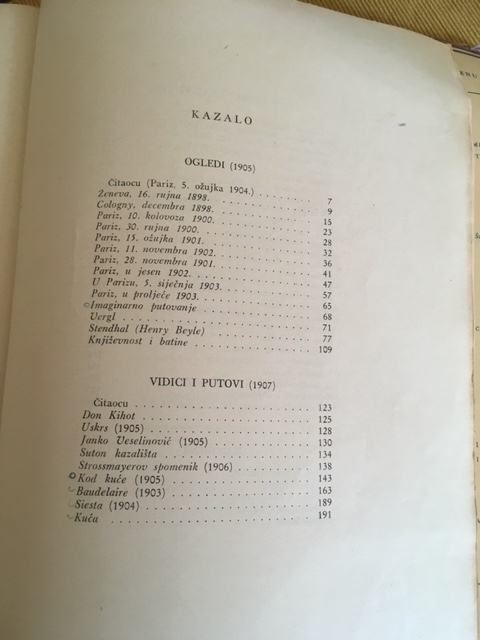 KAZALO
OGLEDI (1905)
Čitaocu (Pariz, 5. ožujka 1904.) . . . . . . . 7
Ženeva, 16. rujna 1898. . . . . . . . . . . 9
Cologny, decembra 1898. . . . . . . . . . . 15
Pariz, 10. kolovoza 1900. . . . . . . . . . . 23
Pariz, 30. rujna 1900. . . . . . . . . . . 28
Pariz, 15. ožujka 1901. . . . . . . . . . . 32
Pariz, 11. novembra 1902. . . . . . . . . . . 36
Pariz, 28. novembra 1901. . . . . . . . . . . 41
Pariz, u jesen 1902. . . . . . . . . . . 47
U Parizu, 5. siječnja 1903. . . . . . . . . . . 57
Pariz, u proljeće 1903. . . . . . . . . . . 65
Imaginarno putovanje . . . . . . . . . . 68
Vergl . . . . . . . . . . 71
Stendhal (Henry Beyle) . . . . . . . . . . 77
Književnost i batine . . . . . . . . . . 109
VIDICI I PUTOVI (1907)
Čitaocu . . . . . . . . . . 123
Don Kihot . . . . . . . . . . 125
Uskrs (1905) . . . . . . . . . . 128
Janko Veselinović (1905) . . . . . . . . . . 130
Suton kazališta . . . . . . . . . . 134
Strossmayerov spomenik (1906) . . . . . . . . . . 138
Kod kuće (1905) . . . . . . . . . . 143
Baudelaire (1903) . . . . . . . . . . 163
Siesta (1904) . . . . . . . . . . 189
Kuća . . . . . . . . . . 191